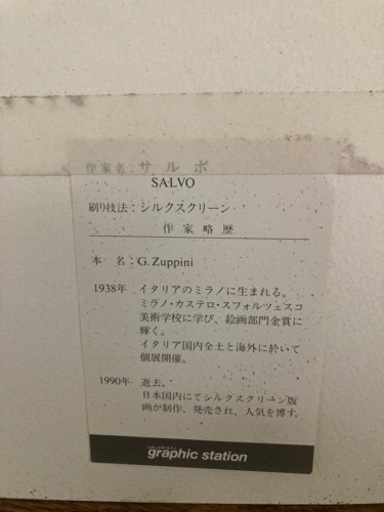 作家名：サルボ
SALVO
刷り技法：シルクスクリーン
作家略歴
本　名：G. Zuppini
1938年　イタリアのミラノに生まれる。
ミラノ・カステロ・スフォルツェスコ
美術学校に学び、絵画部門金賞に
輝く。
イタリア国内全土と海外に於いて
個展開催。
1990年　逝去。
日本国内にてシルクスクリーン版
画が制作、発売され、人気を博す。
graphic station